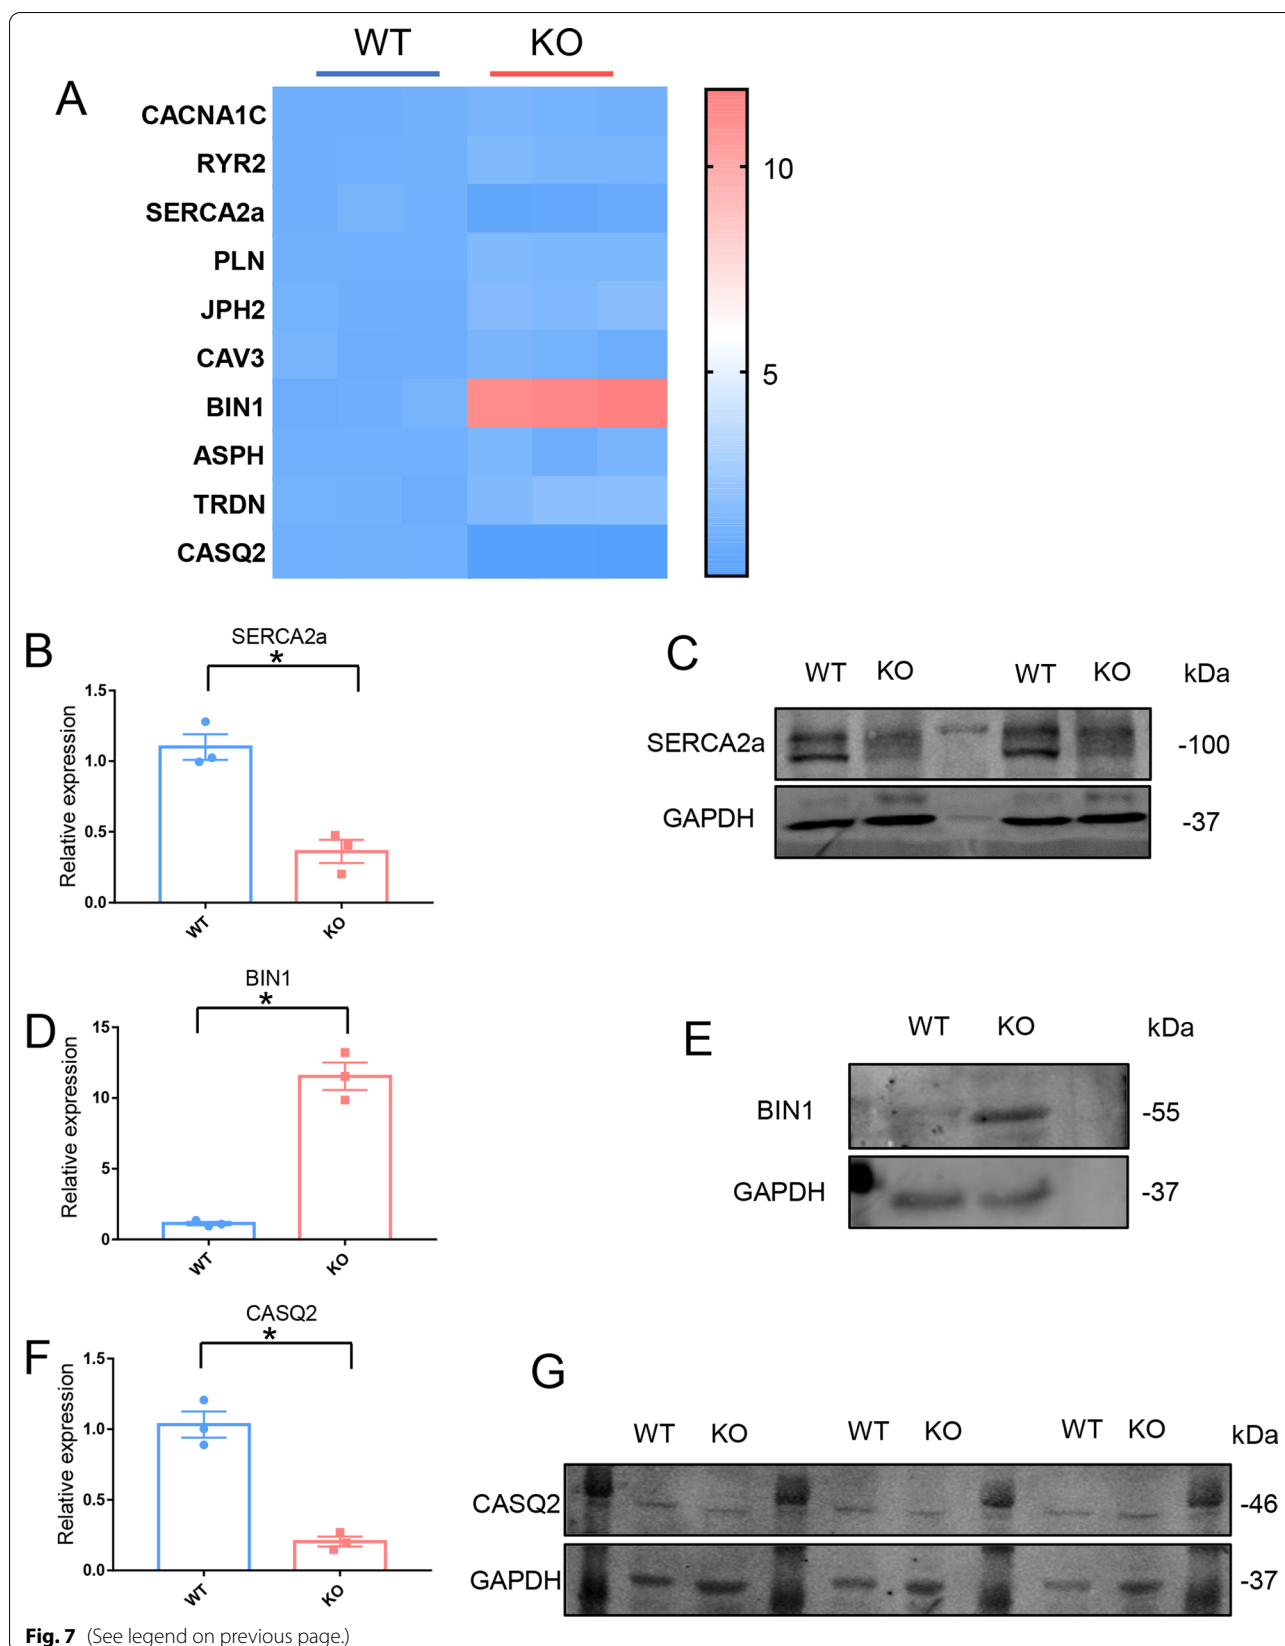 WT KO
A
CACNA1C
RYR2
SERCA2a
PLN
JPH2
CAV3
BIN1
ASPH
TRDN
CASQ2
10
5
B
SERCA2a
*
Relative expression
1.5
1.0
0.5
0.0
WT KO
C
WT KO WT KO kDa
SERCA2a -100
GAPDH -37
D
BIN1
*
Relative expression
15
10
5
0
WT KO
E
WT KO kDa
BIN1 -55
GAPDH -37
F
CASQ2
*
Relative expression
1.5
1.0
0.5
0.0
WT KO
G
WT KO WT KO WT KO kDa
CASQ2 -46
GAPDH -37
Fig. 7 (See legend on previous page.)